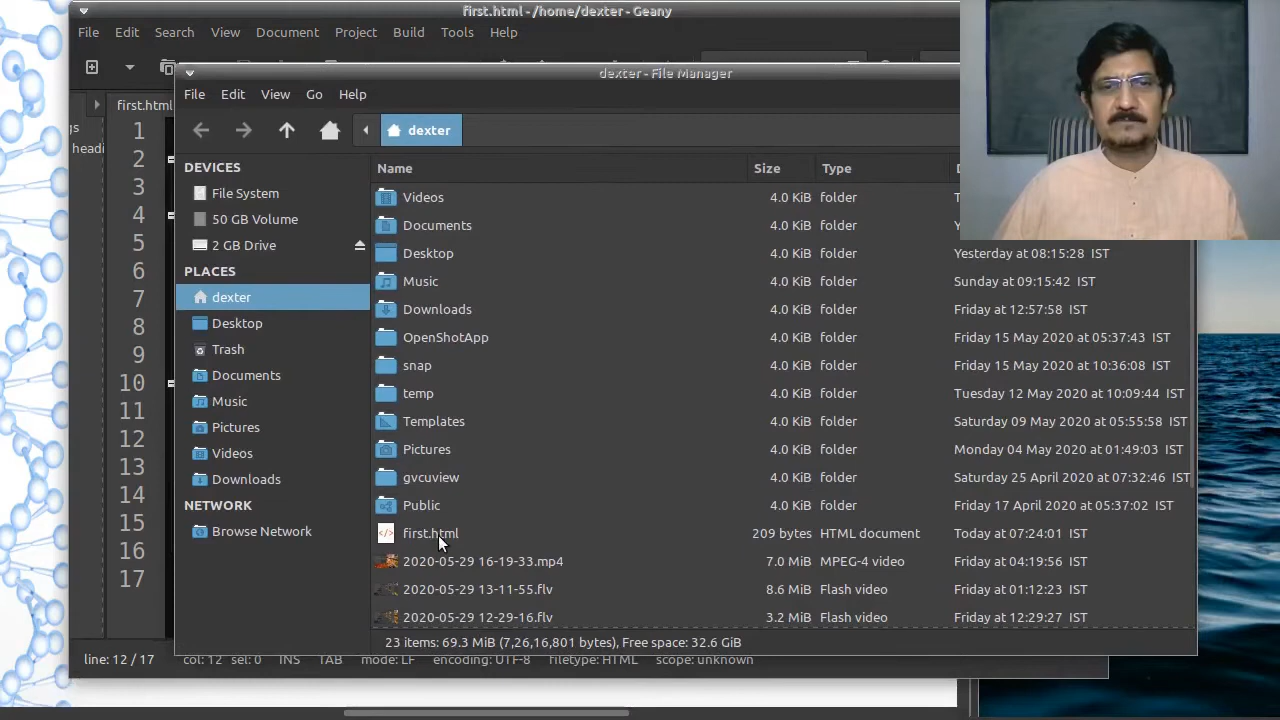 first.html - /home/dexter - Geany
File Edit Search View Document Project Build Tools Help
dexter - File Manager
File Edit View Go Help
first.html
gs
headi
dexter
DEVICES
File System
50 GB Volume
2 GB Drive
PLACES
dexter
Desktop
Trash
Documents
Music
Pictures
Videos
Downloads
NETWORK
Browse Network
Name Size Type D
Videos 4.0 KiB folder T
Documents 4.0 KiB folder Y
Desktop 4.0 KiB folder Yesterday at 08:15:28 IST
Music 4.0 KiB folder Sunday at 09:15:42 IST
Downloads 4.0 KiB folder Friday at 12:57:58 IST
OpenShotApp 4.0 KiB folder Friday 15 May 2020 at 05:37:43 IST
snap 4.0 KiB folder Friday 15 May 2020 at 10:36:08 IST
temp 4.0 KiB folder Tuesday 12 May 2020 at 10:09:44 IST
Templates 4.0 KiB folder Saturday 09 May 2020 at 05:55:58 IST
Pictures 4.0 KiB folder Monday 04 May 2020 at 01:49:03 IST
gvcuview 4.0 KiB folder Saturday 25 April 2020 at 07:32:46 IST
Public 4.0 KiB folder Friday 17 April 2020 at 05:37:02 IST
first.html 209 bytes HTML document Today at 07:24:01 IST
2020-05-29 16-19-33.mp4 7.0 MiB MPEG-4 video Friday at 04:19:56 IST
2020-05-29 13-11-55.flv 8.6 MiB Flash video Friday at 01:12:23 IST
2020-05-29 12-29-16.flv 3.2 MiB Flash video Friday at 12:29:27 IST
23 items: 69.3 MiB (7,26,16,801 bytes), Free space: 32.6 GiB
1
2
3
4
5
6
7
8
9
10
11
12
13
14
15
16
17
line: 12 / 17 col: 12 sel: 0 INS TAB mode: LF encoding: UTF-8 filetype: HTML scope: unknown